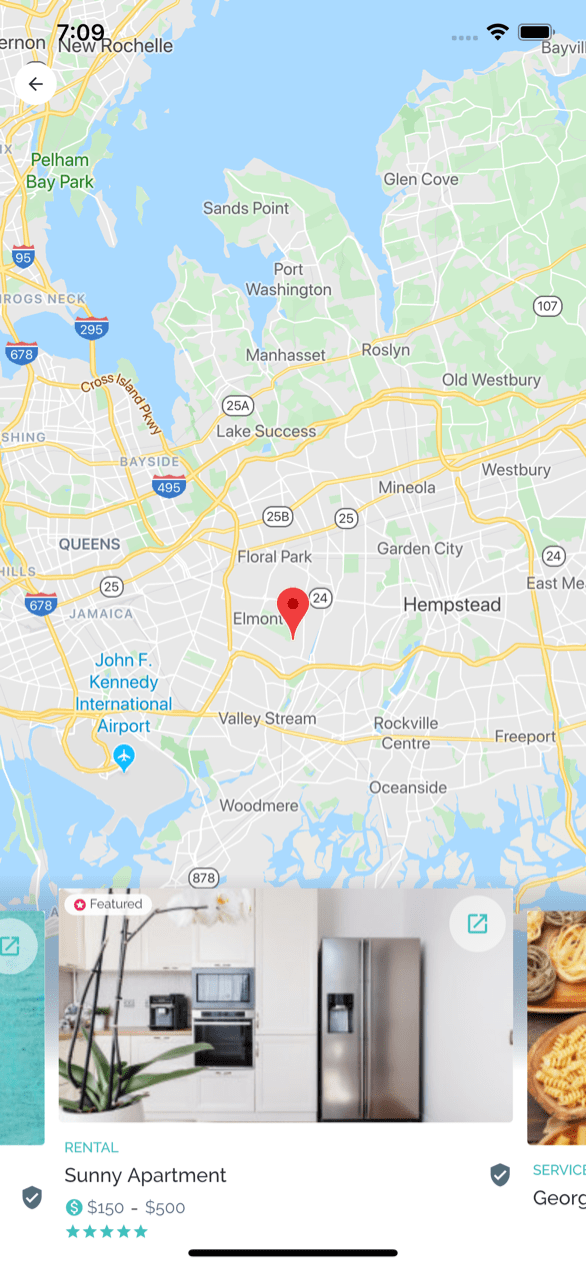 7:09
ernon
New Rochelle
Bayvil
IX
Pelham
Bay Park
Glen Cove
Sands Point
95
Port
Washington
ROGS NECK
107
295
678
Manhasset
Roslyn
Cross Island Pkwy
Old Westbury
25A
Lake Success
SHING
BAYSIDE
Westbury
495
Mineola
25B
25
QUEENS
Floral Park
Garden City
24
HILLS
25
East Me
678
JAMAICA
24
Elmont
Hempstead
John F.
Kennedy
International
Airport
Valley Stream
Rockville
Centre
Freeport
Oceanside
Woodmere
878
A
Featured
RENTAL
Sunny Apartment
$150 - $500
SERVICE
Georg